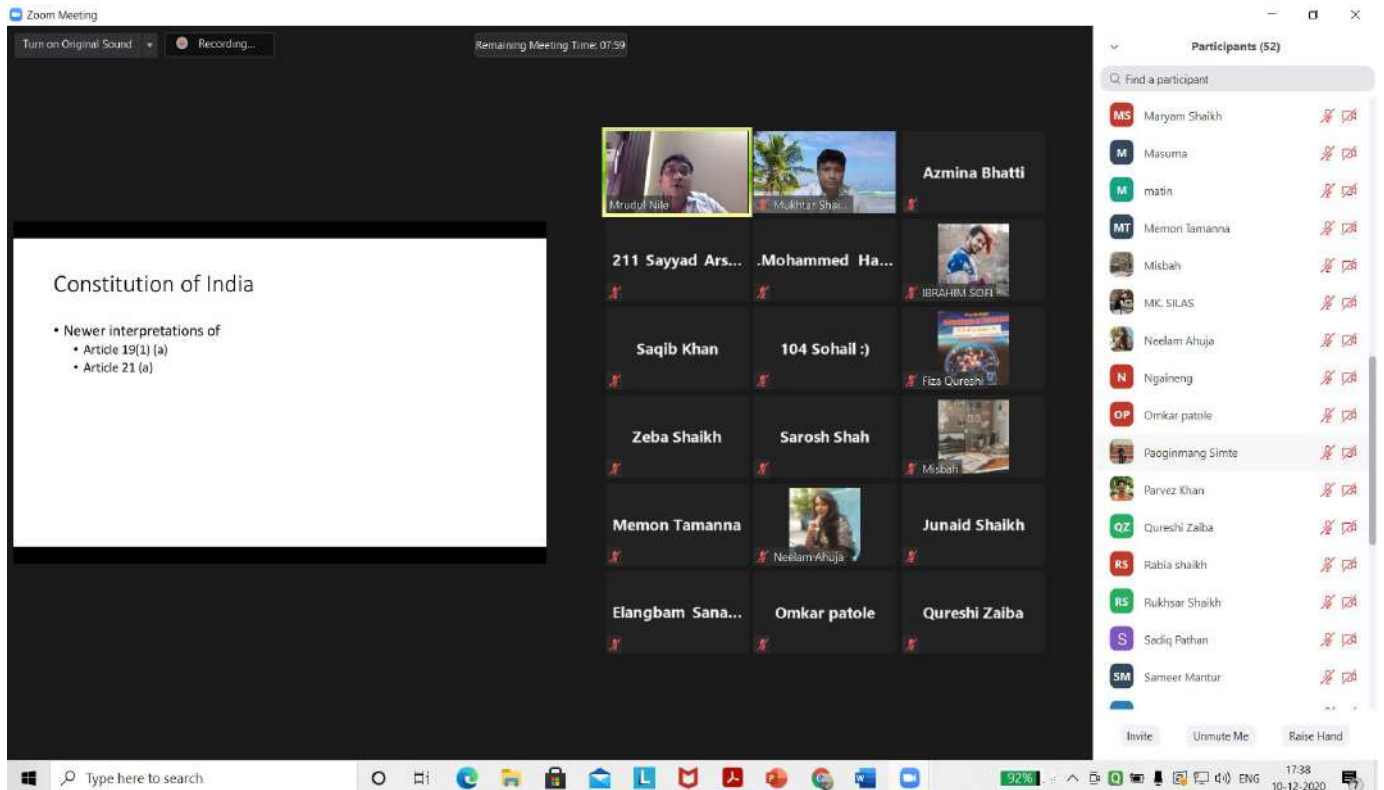 Zoom Meeting
Turn on Original Sound
Recording...
Remaining Meeting Time: 07:59
Constitution of India
• Newer interpretations of
• Article 19(1) (a)
• Article 21 (a)
Mrudul Nile
Mukhtar Shai...
Azmina Bhatti
211 Sayyad Ars...
.Mohammed Ha...
IBRAHIM SOFI
Saqib Khan
104 Sohail :)
Fiza Qureshi
Zeba Shaikh
Sarosh Shah
Misbah
Memon Tamanna
Neelam Ahuja
Junaid Shaikh
Elangbam Sana...
Omkar patole
Qureshi Zaiba
Participants (52)
Find a participant
MS Maryam Shaikh
M Masuma
M matin
MT Memon Tamanna
Misbah
MK. SILAS
Neelam Ahuja
N Ngaineng
OP Omkar patole
Paoginmang Simte
Parvez Khan
QZ Qureshi Zaiba
RS Rabia shaikh
RS Rukhsar Shaikh
S Sadiq Pathan
SM Sameer Mantur
Invite
Unmute Me
Raise Hand
Type here to search
92%
ENG
17:38
10-12-2020